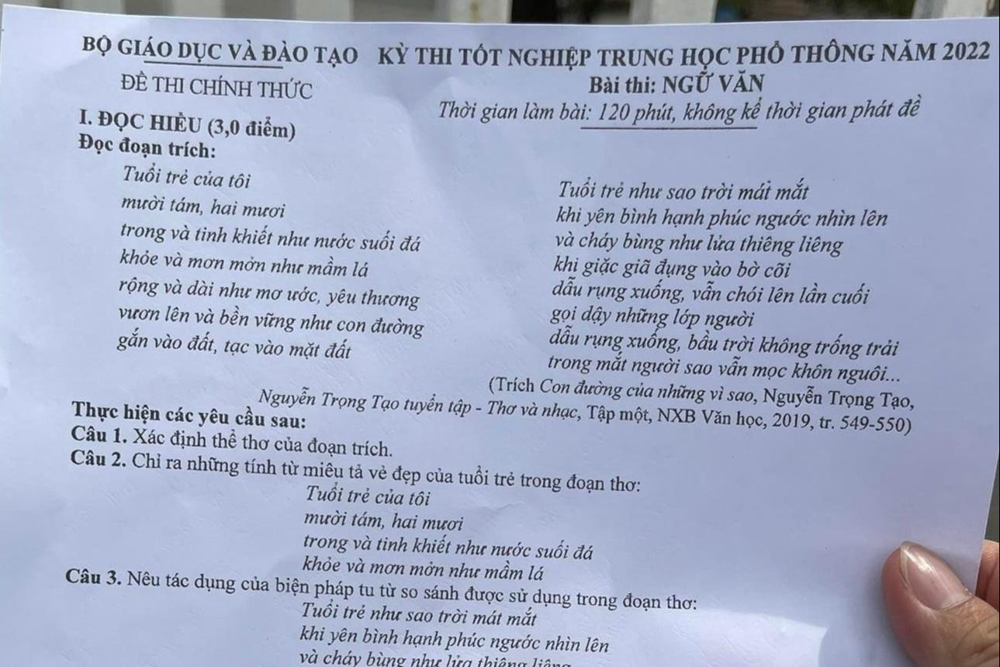 BỘ GIÁO DỤC VÀ ĐÀO TẠO
ĐỀ THI CHÍNH THỨC
KỲ THI TỐT NGHIỆP TRUNG HỌC PHỔ THÔNG NĂM 2022
Bài thi: NGỮ VĂN
Thời gian làm bài: 120 phút, không kể thời gian phát đề
I. ĐỌC HIỂU (3,0 điểm)
Đọc đoạn trích:
Tuổi trẻ của tôi
mười tám, hai mươi
trong và tinh khiết như nước suối đá
khỏe và mơn mởn như mầm lá
rộng và dài như mơ ước, yêu thương
vươn lên và bền vững như con đường
gắn vào đất, tạc vào mặt đất
Tuổi trẻ như sao trời mát mắt
khi yên bình hạnh phúc ngước nhìn lên
và cháy bùng như lửa thiêng liêng
khi giặc giã đụng vào bờ cõi
dẫu rụng xuống, vẫn chói lên lần cuối
gọi dậy những lớp người
dẫu rụng xuống, bầu trời không trống trải
trong mắt người sao vẫn mọc khôn nguôi...
(Trích Con đường của những vì sao, Nguyễn Trọng Tạo,
Nguyễn Trọng Tạo tuyển tập - Thơ và nhạc, Tập một, NXB Văn học, 2019, tr. 549-550)
Thực hiện các yêu cầu sau:
Câu 1. Xác định thể thơ của đoạn trích.
Câu 2. Chỉ ra những tính từ miêu tả vẻ đẹp của tuổi trẻ trong đoạn thơ:
Tuổi trẻ của tôi
mười tám, hai mươi
trong và tinh khiết như nước suối đá
khỏe và mơn mởn như mầm lá
Câu 3. Nêu tác dụng của biện pháp tu từ so sánh được sử dụng trong đoạn thơ:
Tuổi trẻ như sao trời mát mắt
khi yên bình hạnh phúc ngước nhìn lên
và cháy bùng như lửa thiêng liêng